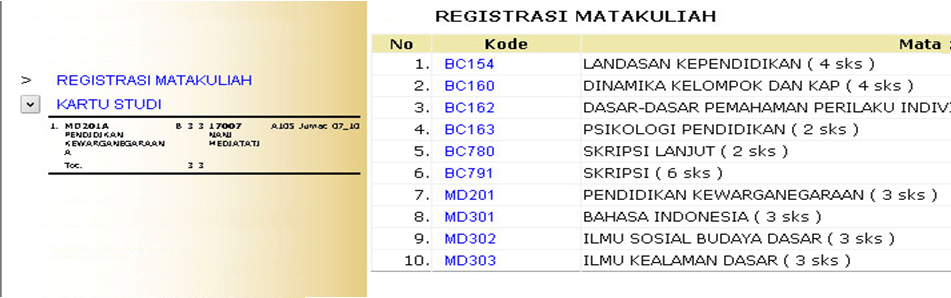 > REGISTRASI MATAKULIAH
KARTU STUDI
1. MD201A B 3 3 17007 A105 Jumat 07_10
PENDIDIKAN NANI
KEWARGANEGARAAN MEDIATATI
A
Tot. 3 3
REGISTRASI MATAKULIAH
No Kode Mata
1. BC154 LANDASAN KEPENDIDIKAN ( 4 sks )
2. BC160 DINAMIKA KELOMPOK DAN KAP ( 4 sks )
3. BC162 DASAR-DASAR PEMAHAMAN PERILAKU INDIV
4. BC163 PSIKOLOGI PENDIDIKAN ( 2 sks )
5. BC780 SKRIPSI LANJUT ( 2 sks )
6. BC791 SKRIPSI ( 6 sks )
7. MD201 PENDIDIKAN KEWARGANEGARAAN ( 3 sks )
8. MD301 BAHASA INDONESIA ( 3 sks )
9. MD302 ILMU SOSIAL BUDAYA DASAR ( 3 sks )
10. MD303 ILMU KEALAMAN DASAR ( 3 sks )